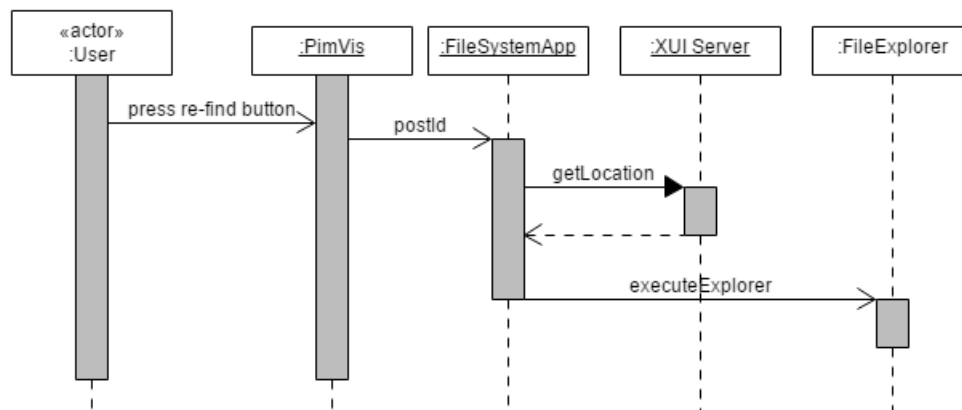 «actor»
:User
:PimVis
:FileSystemApp
:XUI Server
:FileExplorer
press re-find button
postId
getLocation
executeExplorer